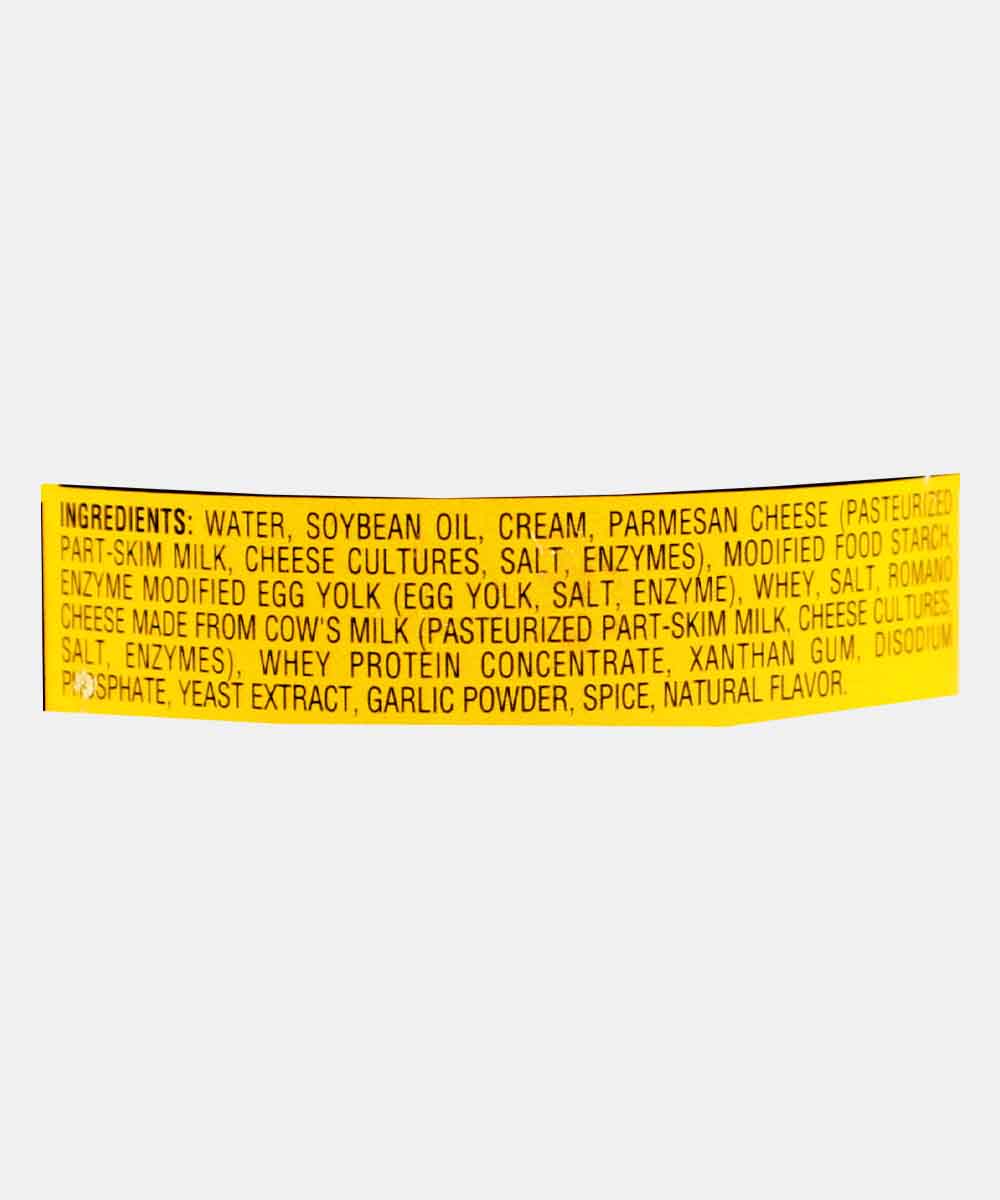 INGREDIENTS: WATER, SOYBEAN OIL, CREAM, PARMESAN CHEESE (PASTEURIZED
PART-SKIM MILK, CHEESE CULTURES, SALT, ENZYMES), MODIFIED FOOD STARCH,
ENZYME MODIFIED EGG YOLK (EGG YOLK, SALT, ENZYME), WHEY, SALT, ROMANO
CHEESE MADE FROM COW'S MILK (PASTEURIZED PART-SKIM MILK, CHEESE CULTURES,
SALT, ENZYMES), WHEY PROTEIN CONCENTRATE, XANTHAN GUM, DISODIUM
PHOSPHATE, YEAST EXTRACT, GARLIC POWDER, SPICE, NATURAL FLAVOR.